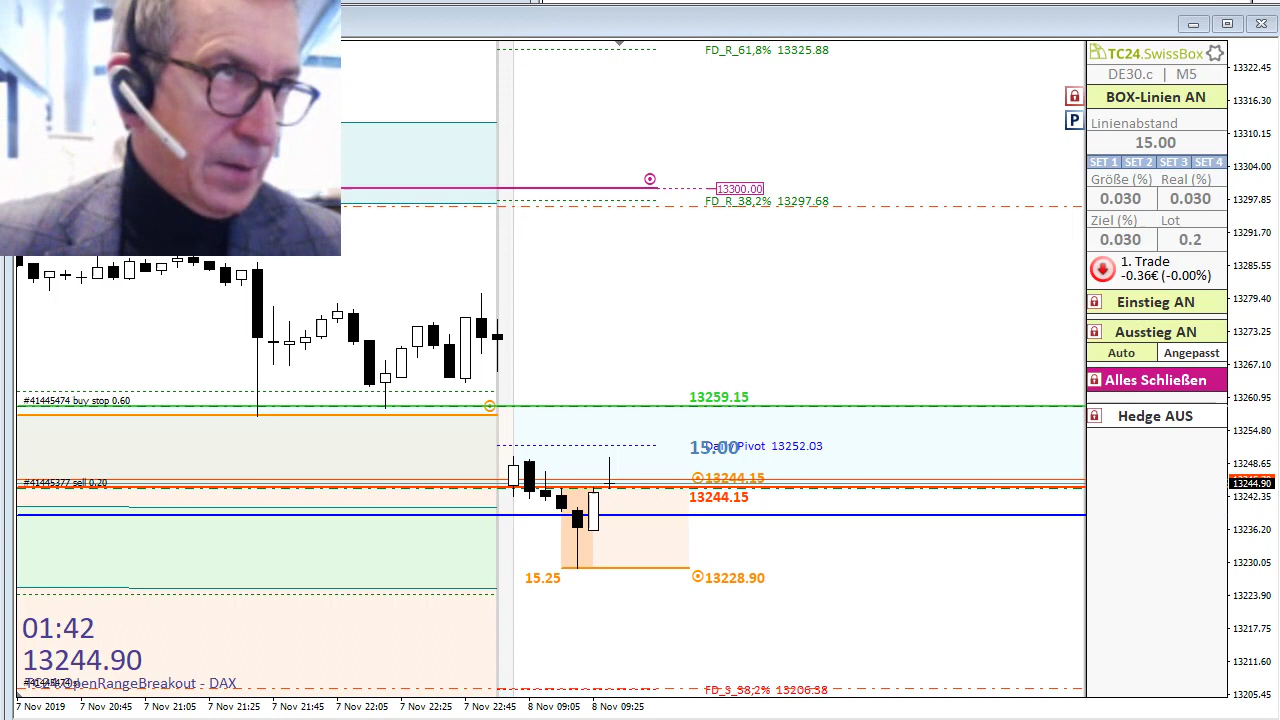 FD_R_61,8% 13325.88
13300.00
FD_R_38,2% 13297.68
#41445474 buy stop 0.60
13259.15
15.00
Daily Pivot 13252.03
#41445377 sell 0.20
13244.15
13244.15
15.25
13228.90
01:42
13244.90
OpenRangeBreakout - DAX
FD_S_38,2% 13206.38
7 Nov 2019
7 Nov 20:45
7 Nov 21:05
7 Nov 21:25
7 Nov 21:45
7 Nov 22:05
7 Nov 22:25
7 Nov 22:45
8 Nov 09:05
8 Nov 09:25
P
TC24.SwissBox
DE30.c | M5
BOX-Linien AN
Linienabstand
15.00
SET 1 SET 2 SET 3 SET 4
Größe (%) Real (%)
0.030 0.030
Ziel (%) Lot
0.030 0.2
1. Trade
-0.36€ (-0.00%)
Einstieg AN
Ausstieg AN
Auto Angepasst
Alles Schließen
Hedge AUS
13322.45
13316.30
13310.15
13304.00
13297.85
13291.70
13285.55
13279.40
13273.25
13267.10
13260.95
13254.80
13248.65
13244.90
13242.35
13236.20
13230.05
13223.90
13217.75
13211.60
13205.45